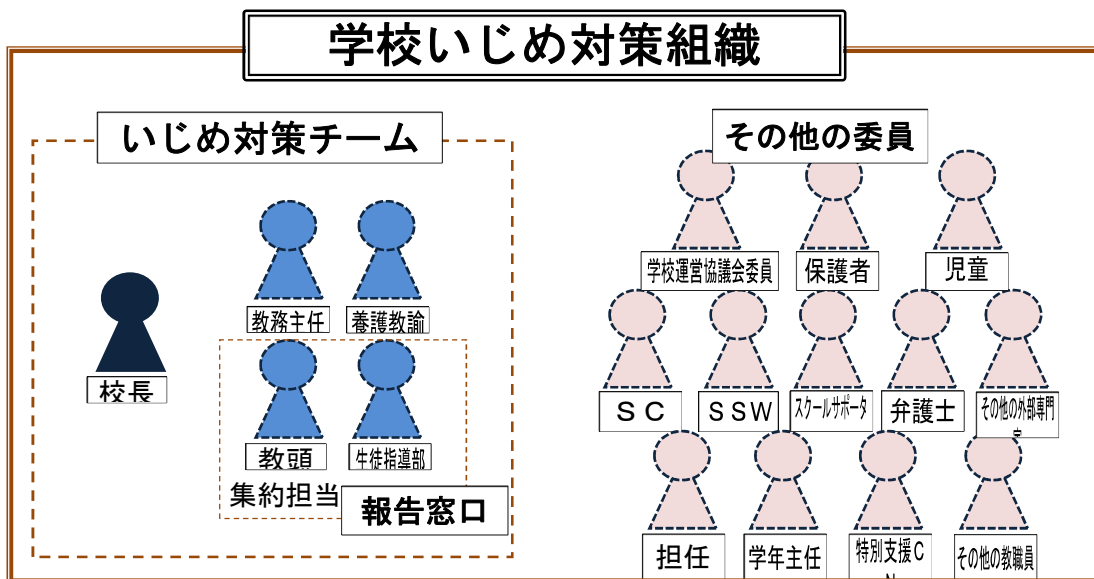 学校いじめ対策組織
いじめ対策チーム
校長
教務主任
養護教諭
教頭
生徒指導部
集約担当
報告窓口
その他の委員
学校運営協議会委員
保護者
児童
ＳＣ
ＳＳＷ
スクールサポータ
弁護士
その他の外部専門
担任
学年主任
特別支援Ｃ
その他の教職員